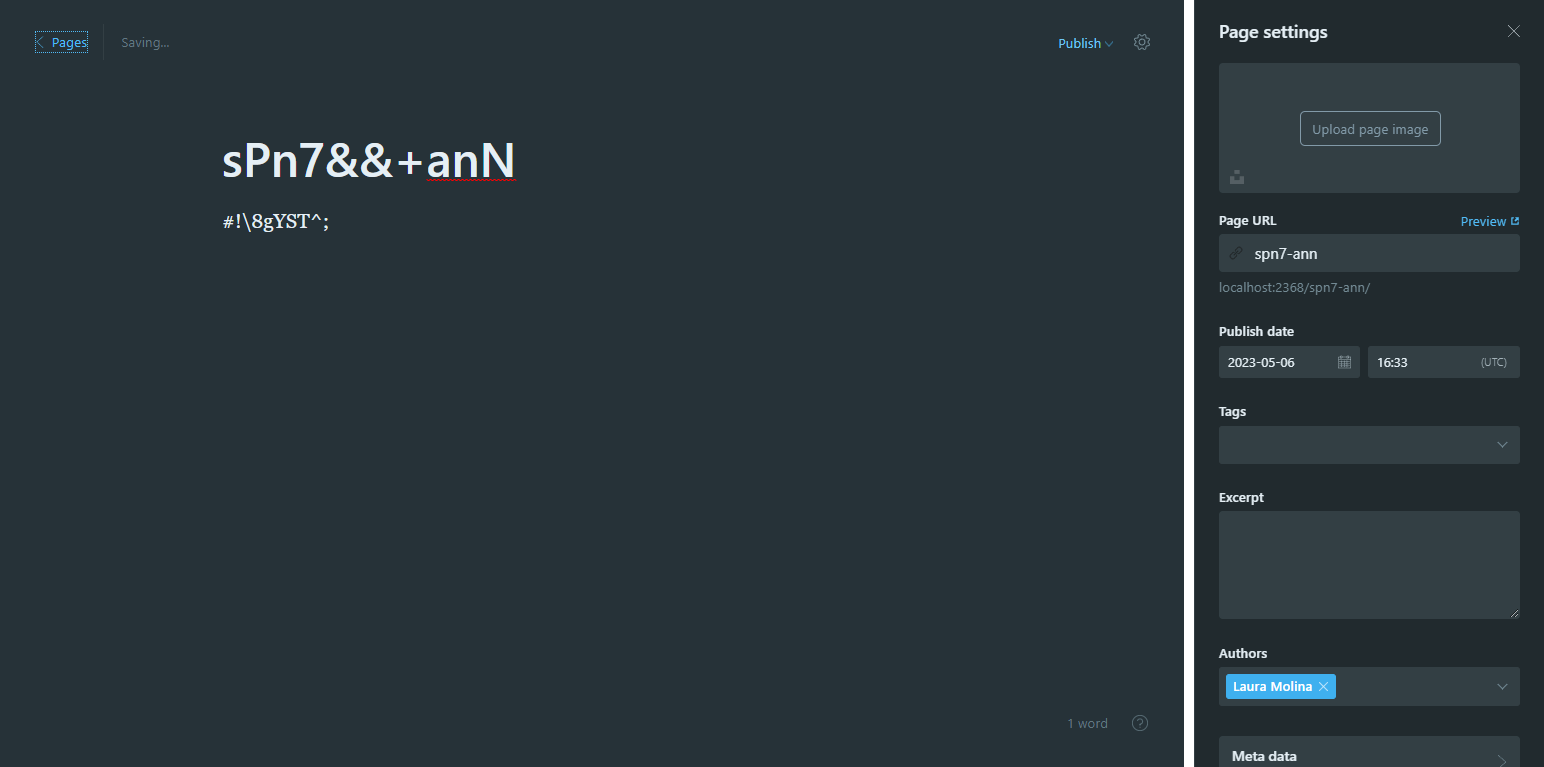 Pages
Saving...
Publish
sPn7&&+anN
#!\8gYST^;
1 word
Page settings
Upload page image
Page URL
Preview
spn7-ann
localhost:2368/spn7-ann/
Publish date
2023-05-06
16:33
(UTC)
Tags
Excerpt
Authors
Laura Molina
Meta data